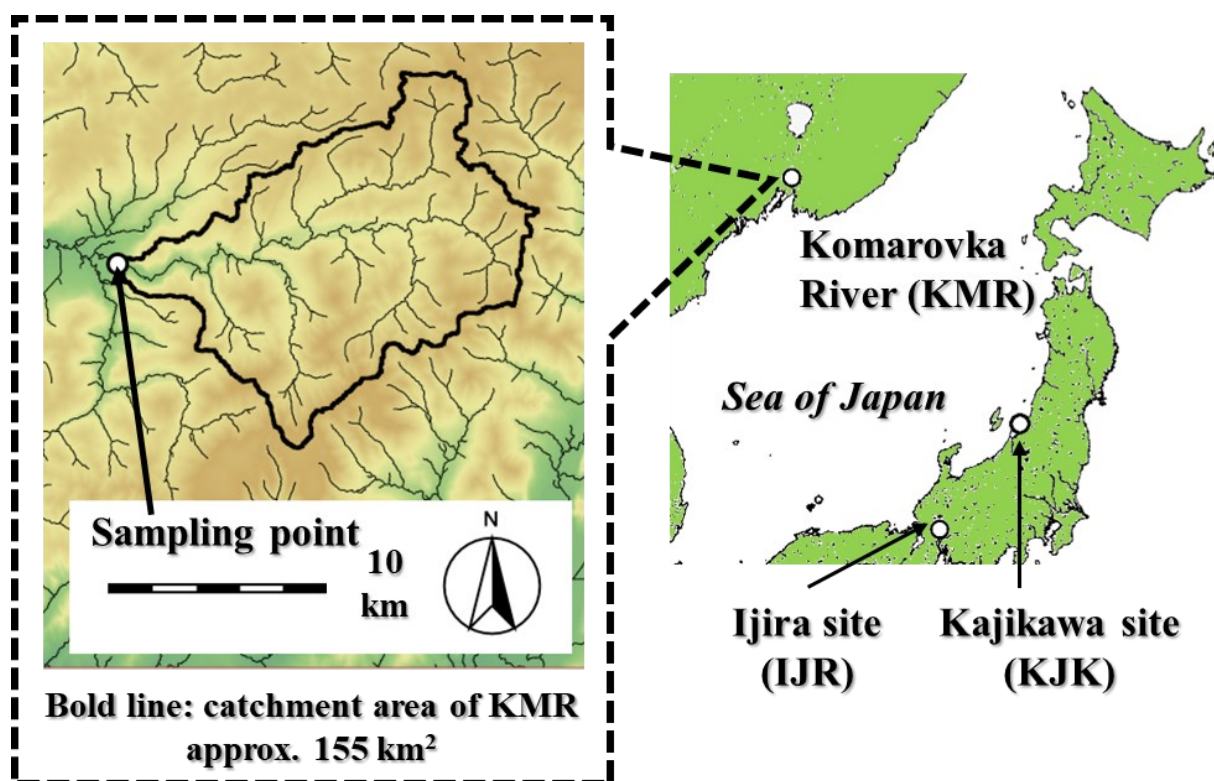 Sampling point
10
km
N
Bold line: catchment area of KMR
approx. 155 km²
Komarovka
River (KMR)
Sea of Japan
Ijira site
(IJR)
Kajikawa site
(KJK)